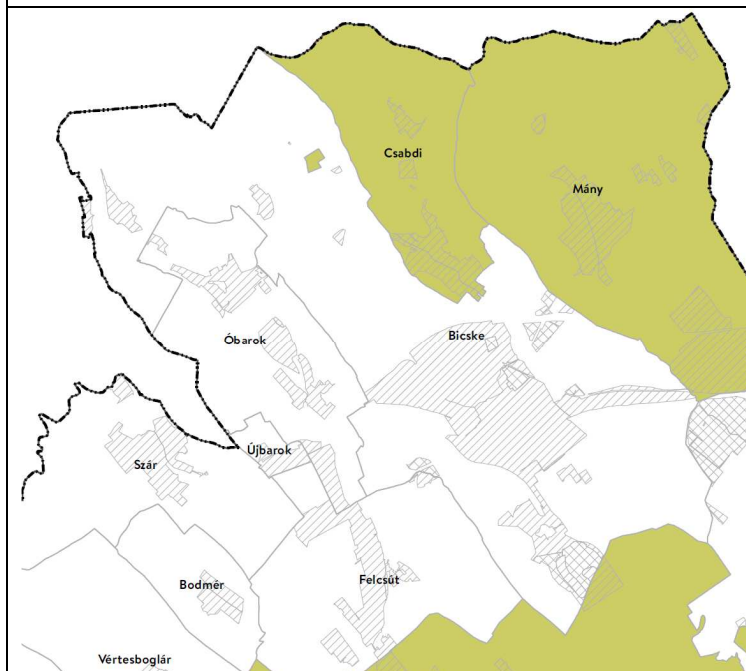 Csabdi
Mány
Óbarok
Bicske
Újbarok
Szár
Bodmér
Felcsút
Vértesboglár